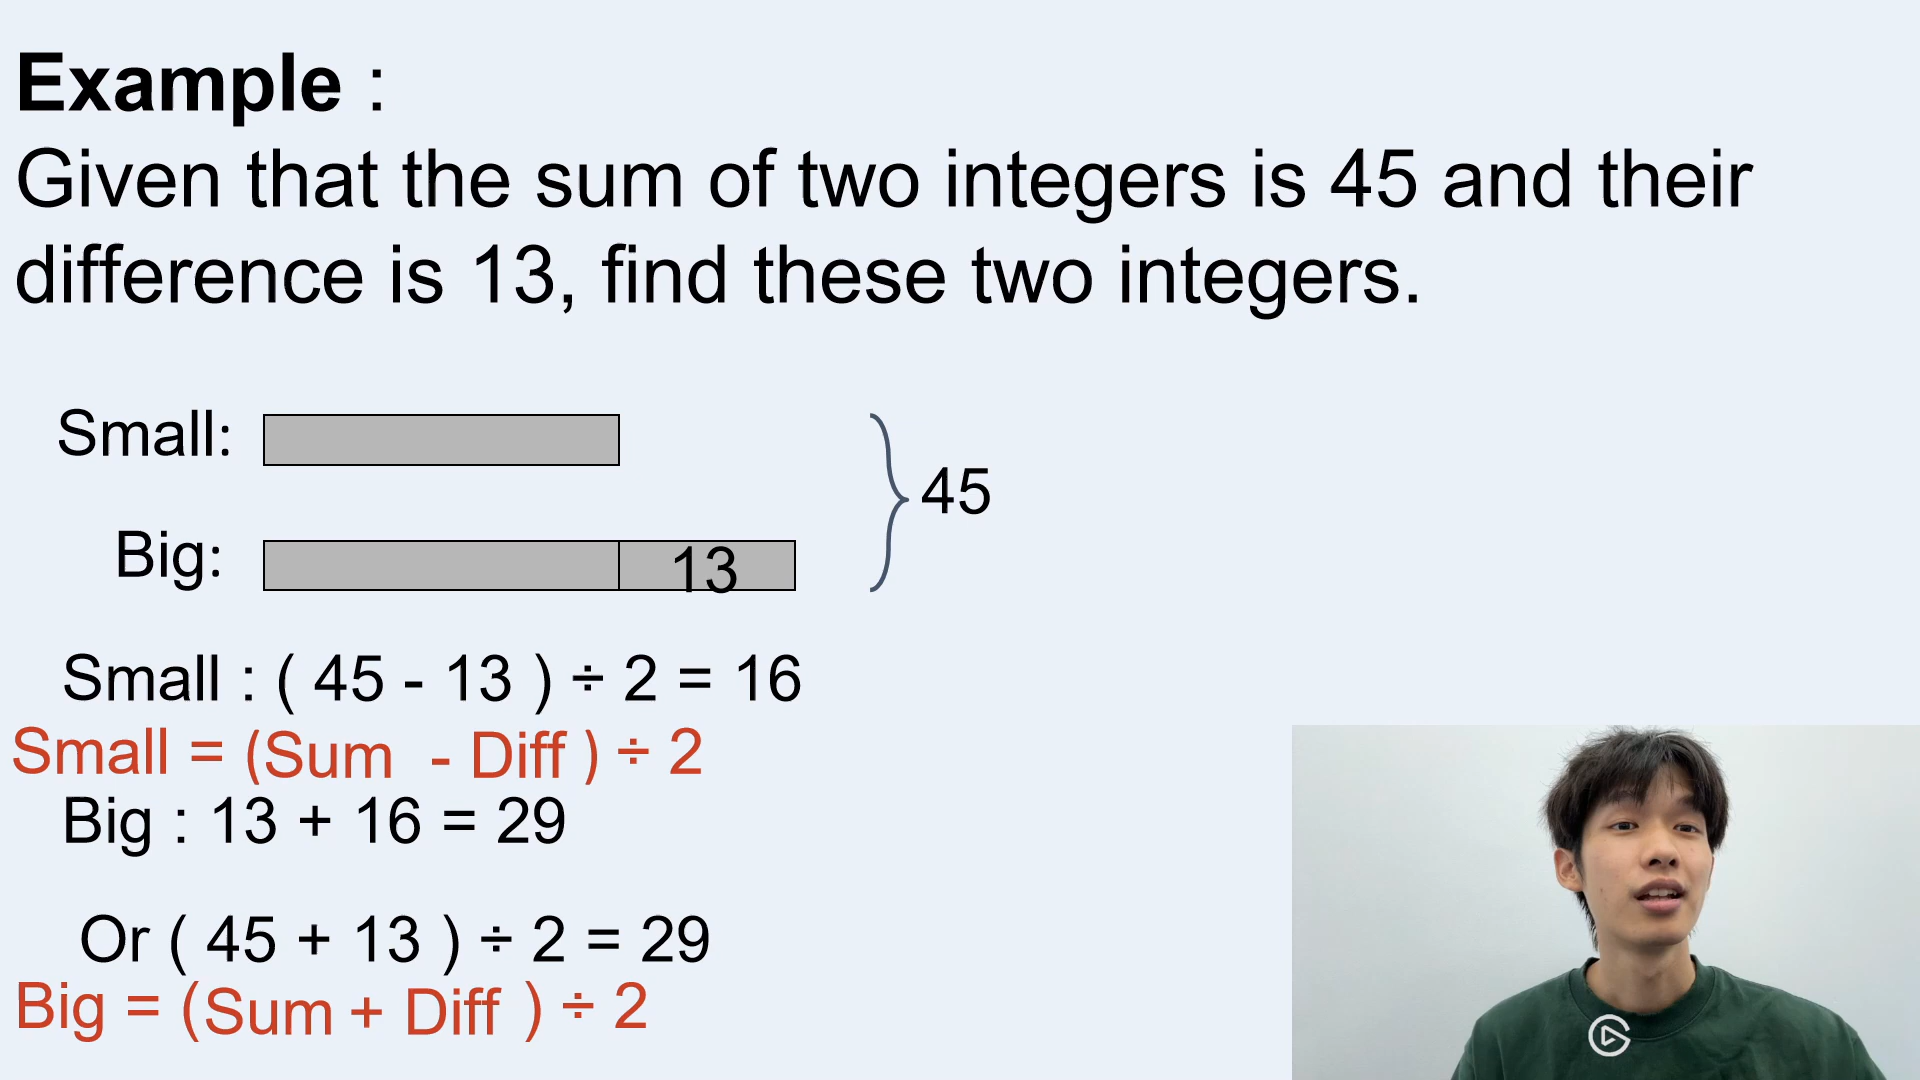 Example :
Given that the sum of two integers is 45 and their
difference is 13, find these two integers.
Small:
45
Big:
13
Small : ( 45 - 13 ) ÷ 2 = 16
Small = (Sum - Diff ) ÷ 2
Big : 13 + 16 = 29
Or ( 45 + 13 ) ÷ 2 = 29
Big = (Sum + Diff ) ÷ 2